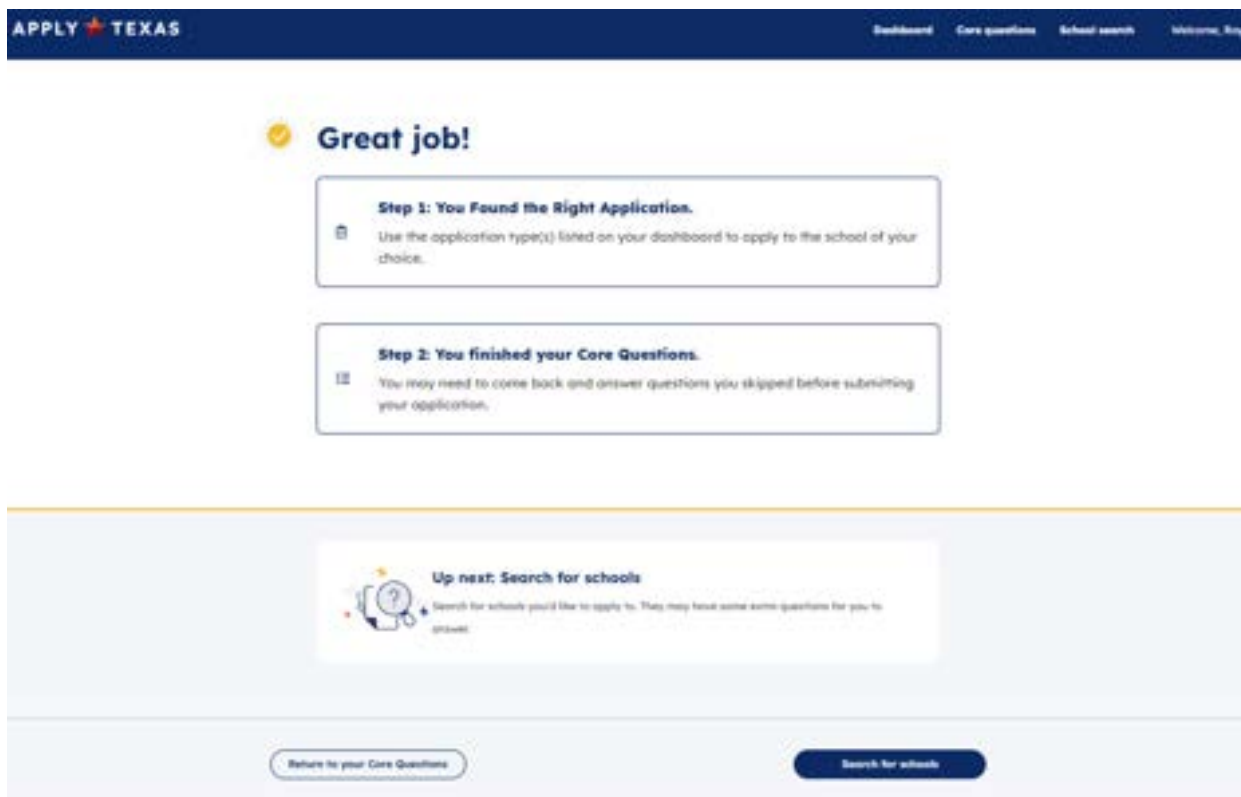 APPLY TEXAS
Dashboard Core questions School search Welcome, Roy
Great job!
Step 1: You Found the Right Application.
Use the application type(s) listed on your dashboard to apply to the school of your
choice.
Step 2: You finished your Core Questions.
You may need to come back and answer questions you skipped before submitting
your application.
Up next: Search for schools
Search for schools you'd like to apply to. They may have some extra questions for you to
answer.
Return to your Core Questions
Search for schools